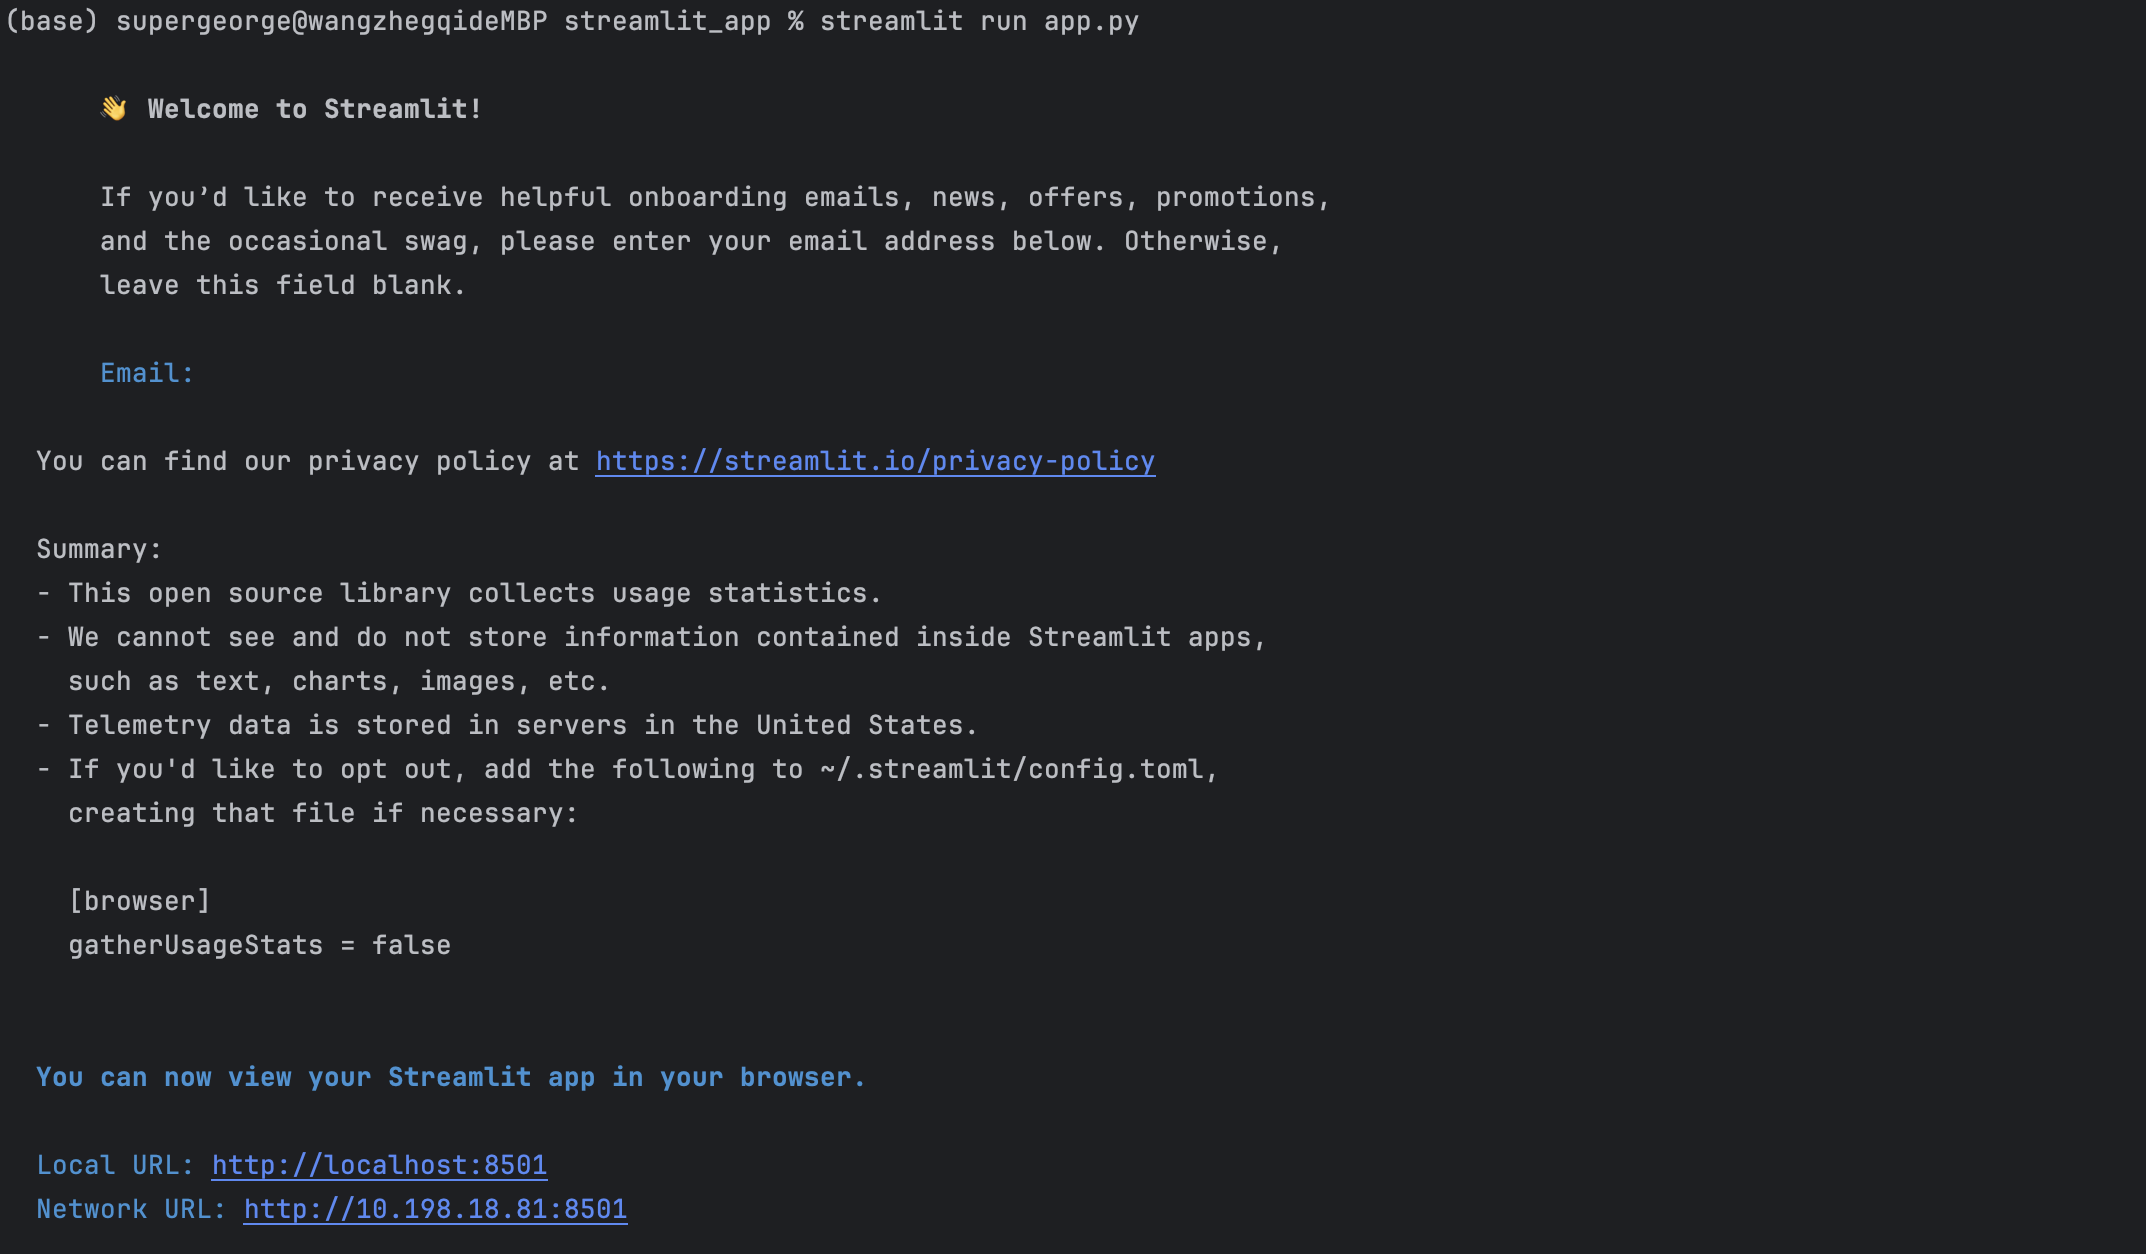 (base) supergeorge@wangzhegqideMBP streamlit_app % streamlit run app.py
👋 Welcome to Streamlit!
If you’d like to receive helpful onboarding emails, news, offers, promotions,
and the occasional swag, please enter your email address below. Otherwise,
leave this field blank.
Email:
You can find our privacy policy at https://streamlit.io/privacy-policy
Summary:
- This open source library collects usage statistics.
- We cannot see and do not store information contained inside Streamlit apps,
such as text, charts, images, etc.
- Telemetry data is stored in servers in the United States.
- If you'd like to opt out, add the following to ~/.streamlit/config.toml,
creating that file if necessary:
[browser]
gatherUsageStats = false
You can now view your Streamlit app in your browser.
Local URL: http://localhost:8501
Network URL: http://10.198.18.81:8501